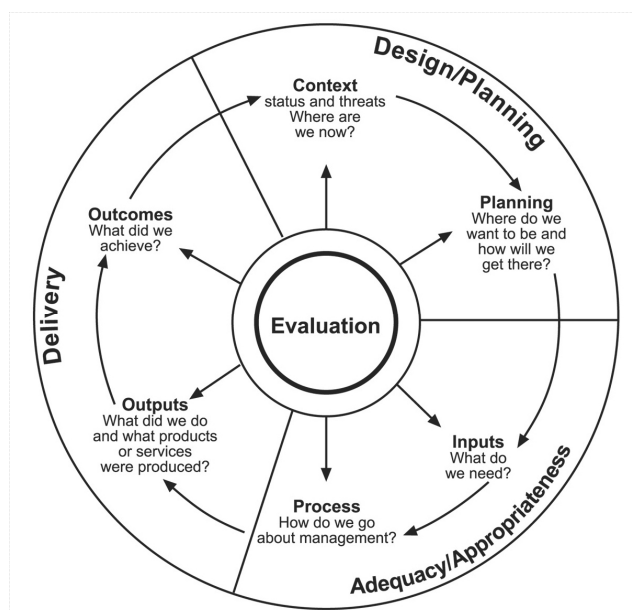 Design/Planning
Context
status and threats
Where are
we now?
Planning
Where do we
want to be and
how will we
get there?
Outcomes
What did we
achieve?
Delivery
Evaluation
Outputs
What did we do
and what products
or services
were produced?
Inputs
What do
we need?
Process
How do we go
about management?
Adequacy/Appropriateness